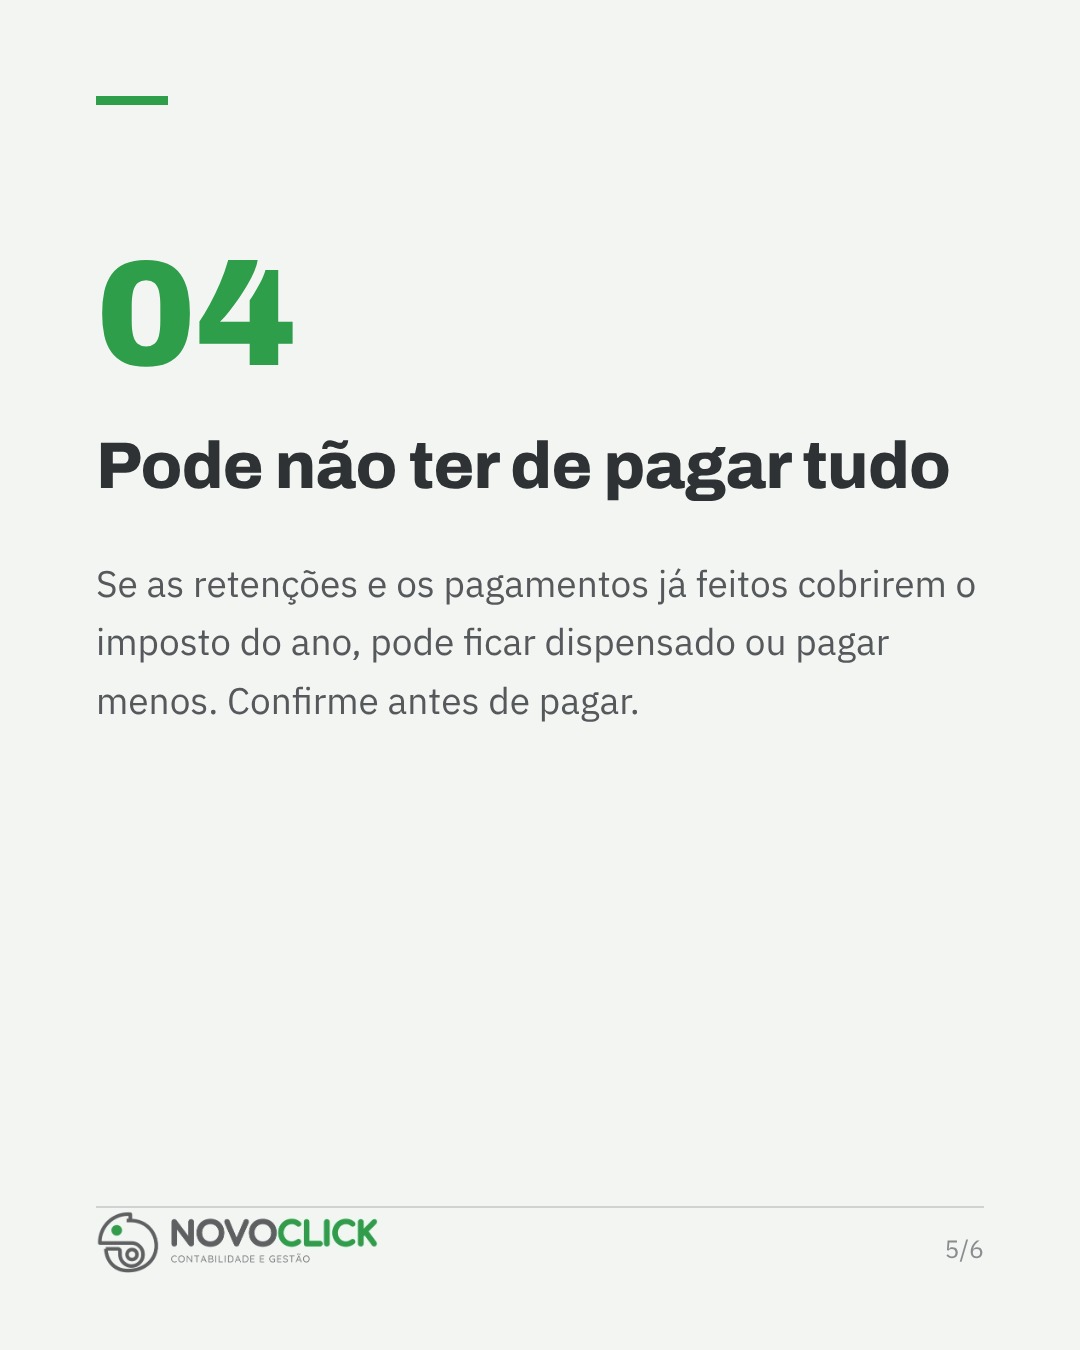 04
Pode não ter de pagar tudo
Se as retenções e os pagamentos já feitos cobrirem o
imposto do ano, pode ficar dispensado ou pagar
menos. Confirme antes de pagar.
NOVOCLICK
CONTABILIDADE E GESTÃO
5/6